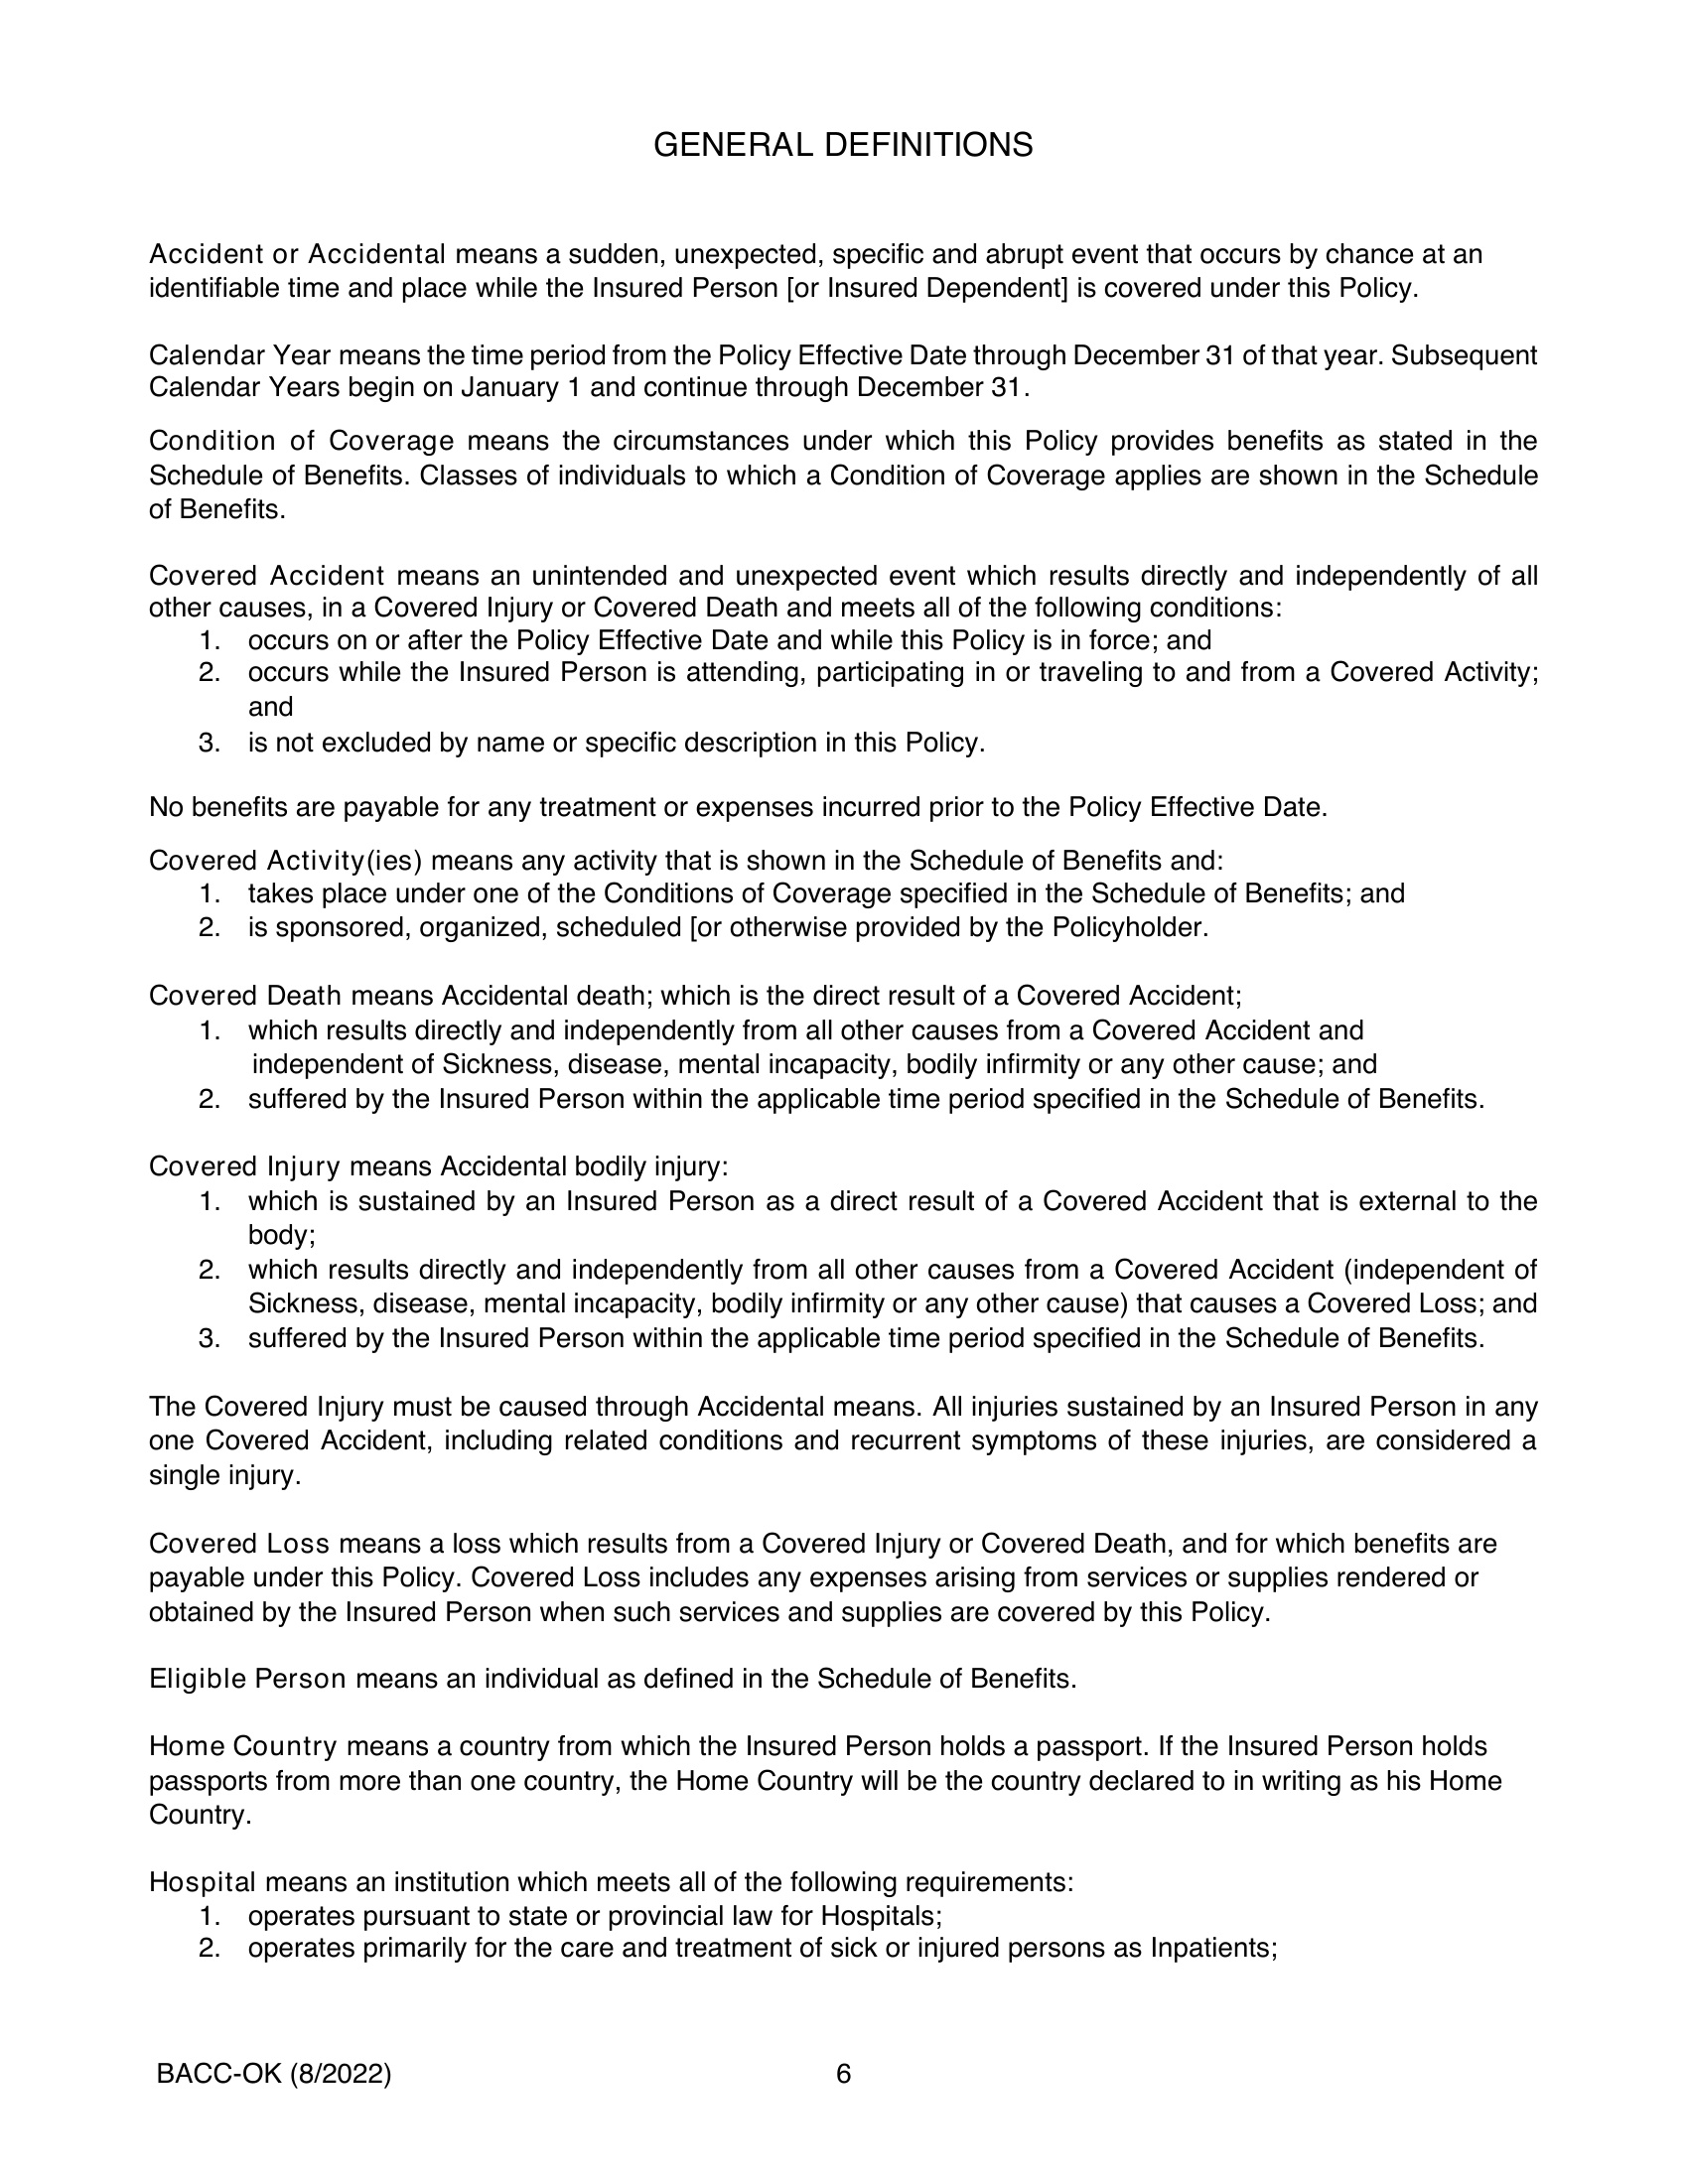 GENERAL DEFINITIONS
Accident or Accidental means a sudden, unexpected, specific and abrupt event that occurs by chance at an
identifiable time and place while the Insured Person [or Insured Dependent] is covered under this Policy.
Calendar Year means the time period from the Policy Effective Date through December 31 of that year. Subsequent
Calendar Years begin on January 1 and continue through December 31.
Condition of Coverage means the circumstances under which this Policy provides benefits as stated in the
Schedule of Benefits. Classes of individuals to which a Condition of Coverage applies are shown in the Schedule
of Benefits.
Covered Accident means an unintended and unexpected event which results directly and independently of all
other causes, in a Covered Injury or Covered Death and meets all of the following conditions:
1. occurs on or after the Policy Effective Date and while this Policy is in force; and
2. occurs while the Insured Person is attending, participating in or traveling to and from a Covered Activity;
and
3. is not excluded by name or specific description in this Policy.
No benefits are payable for any treatment or expenses incurred prior to the Policy Effective Date.
Covered Activity(ies) means any activity that is shown in the Schedule of Benefits and:
1. takes place under one of the Conditions of Coverage specified in the Schedule of Benefits; and
2. is sponsored, organized, scheduled [or otherwise provided by the Policyholder.
Covered Death means Accidental death; which is the direct result of a Covered Accident;
1. which results directly and independently from all other causes from a Covered Accident and
independent of Sickness, disease, mental incapacity, bodily infirmity or any other cause; and
2. suffered by the Insured Person within the applicable time period specified in the Schedule of Benefits.
Covered Injury means Accidental bodily injury:
1. which is sustained by an Insured Person as a direct result of a Covered Accident that is external to the
body;
2. which results directly and independently from all other causes from a Covered Accident (independent of
Sickness, disease, mental incapacity, bodily infirmity or any other cause) that causes a Covered Loss; and
3. suffered by the Insured Person within the applicable time period specified in the Schedule of Benefits.
The Covered Injury must be caused through Accidental means. All injuries sustained by an Insured Person in any
one Covered Accident, including related conditions and recurrent symptoms of these injuries, are considered a
single injury.
Covered Loss means a loss which results from a Covered Injury or Covered Death, and for which benefits are
payable under this Policy. Covered Loss includes any expenses arising from services or supplies rendered or
obtained by the Insured Person when such services and supplies are covered by this Policy.
Eligible Person means an individual as defined in the Schedule of Benefits.
Home Country means a country from which the Insured Person holds a passport. If the Insured Person holds
passports from more than one country, the Home Country will be the country declared to in writing as his Home
Country.
Hospital means an institution which meets all of the following requirements:
1. operates pursuant to state or provincial law for Hospitals;
2. operates primarily for the care and treatment of sick or injured persons as Inpatients;
BACC-OK (8/2022) 6